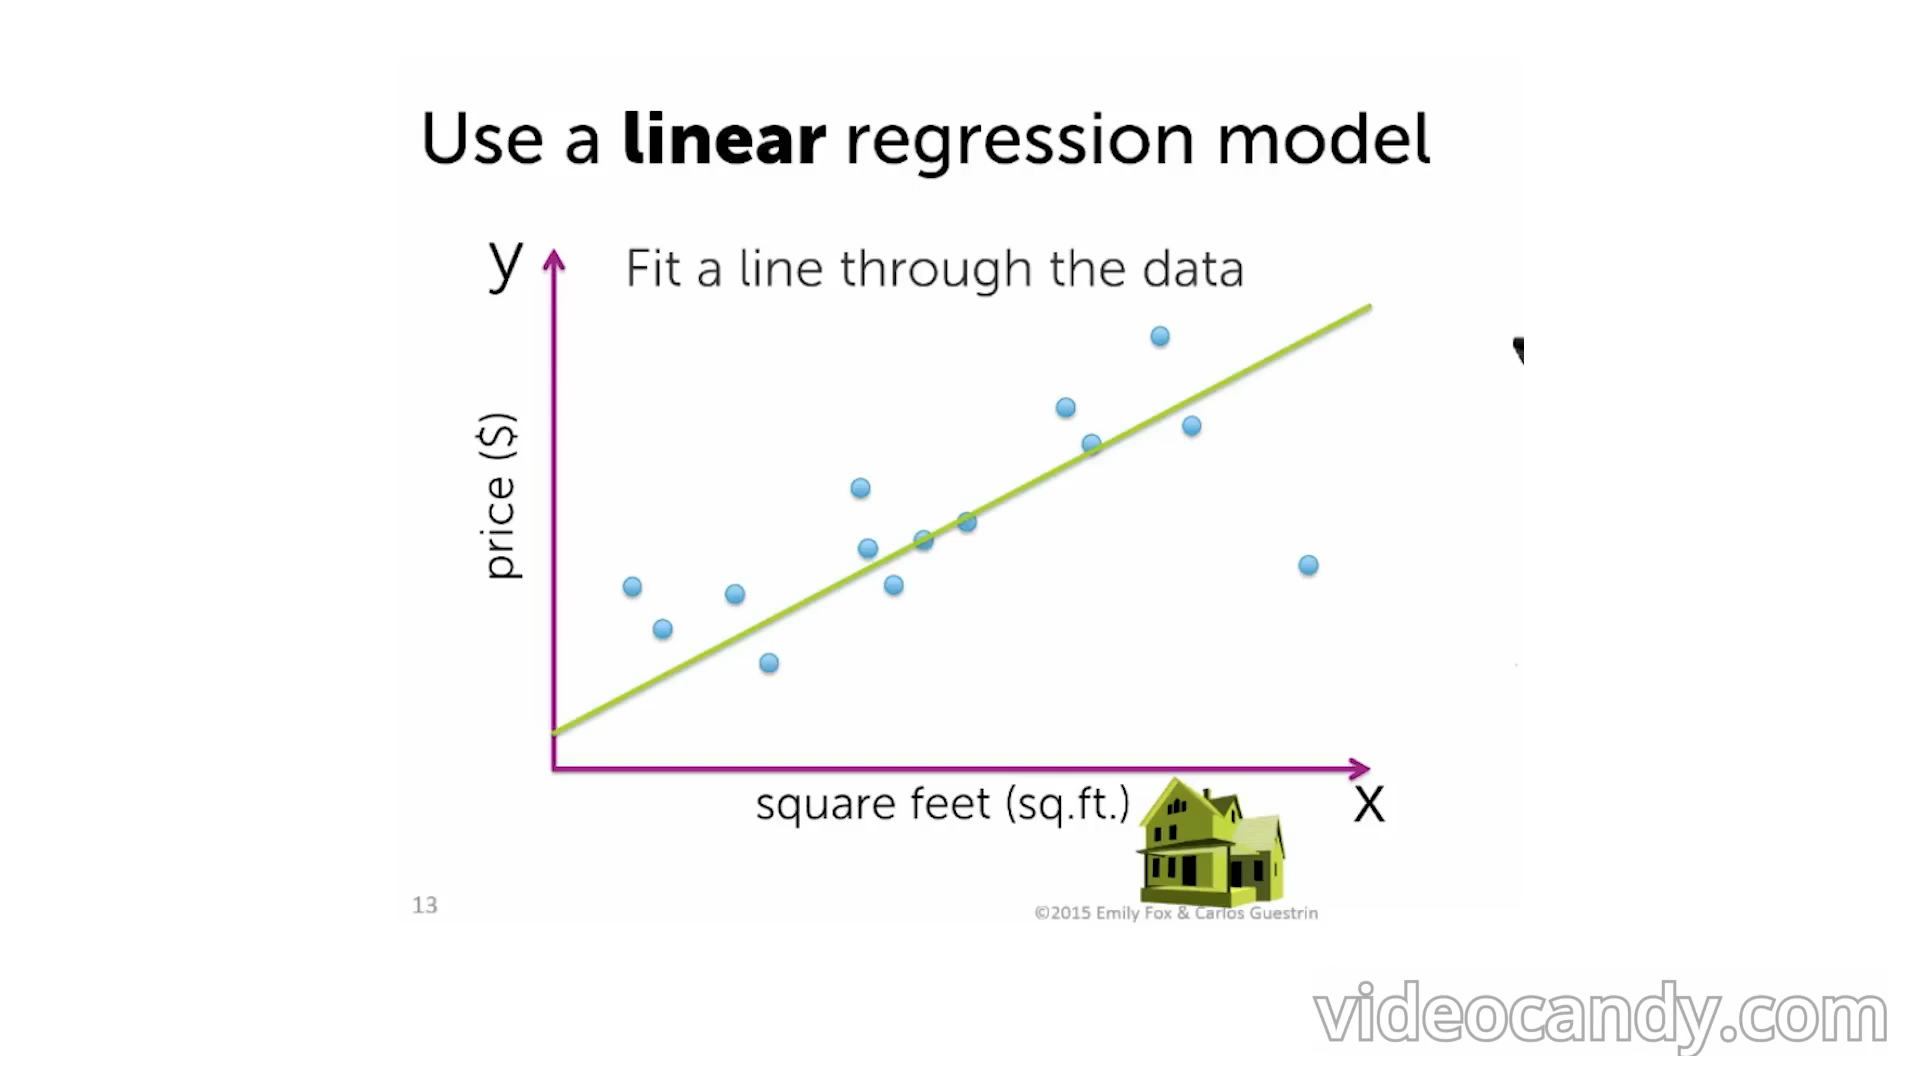 Use a linear regression model
y
Fit a line through the data
price ($)
square feet (sq.ft.)
x
13
©2015 Emily Fox & Carlos Guestrin
videocandy.com